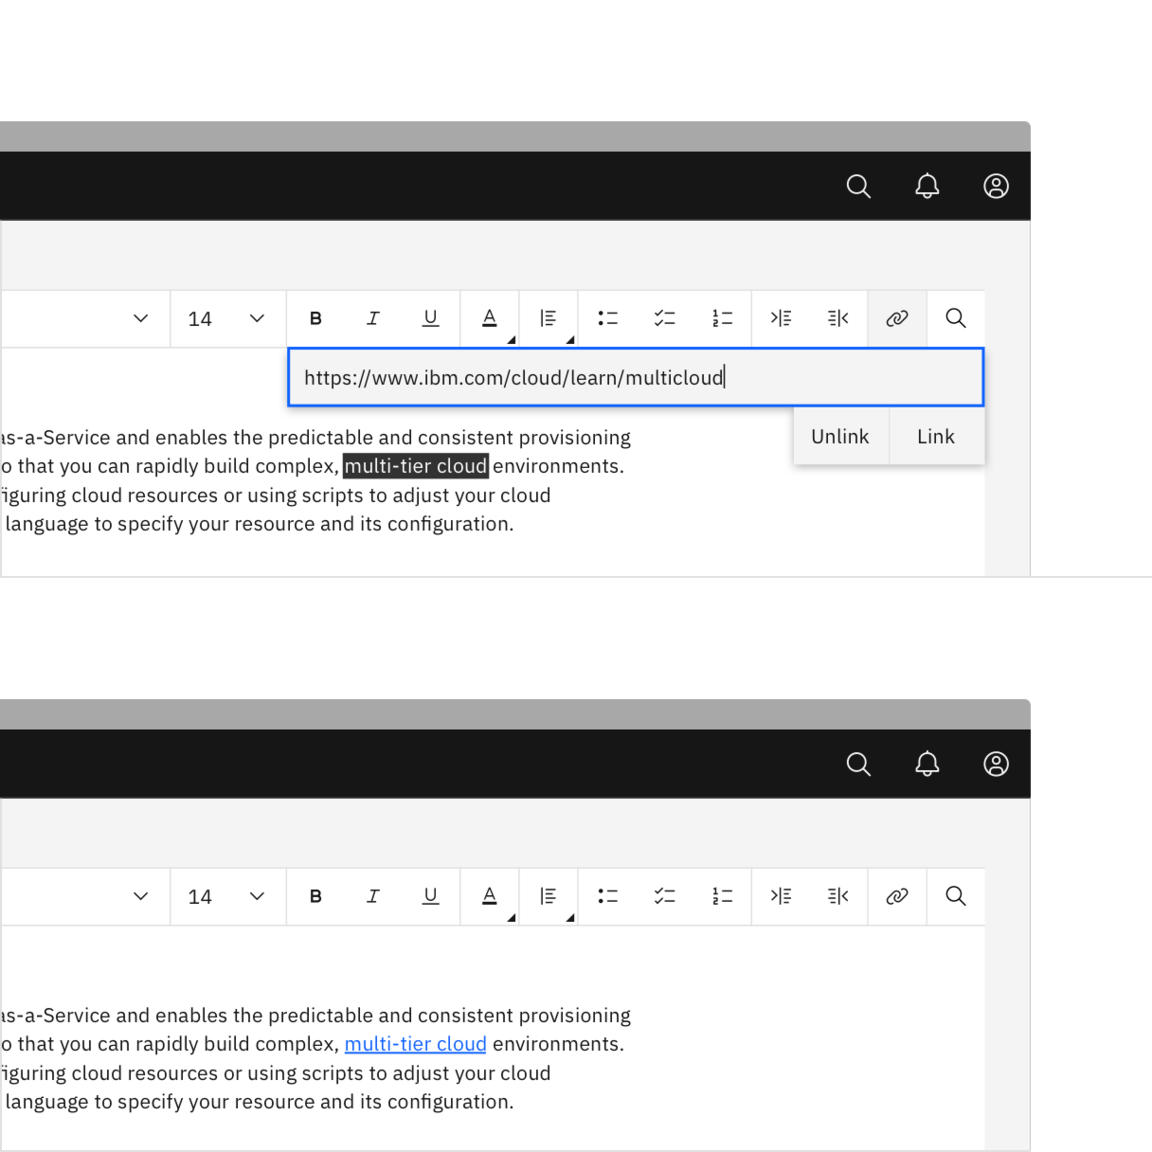 14 B I U A
https://www.ibm.com/cloud/learn/multicloud
Unlink Link
as-a-Service and enables the predictable and consistent provisioning
o that you can rapidly build complex, multi-tier cloud environments.
figuring cloud resources or using scripts to adjust your cloud
language to specify your resource and its configuration.
14 B I U A
as-a-Service and enables the predictable and consistent provisioning
o that you can rapidly build complex, multi-tier cloud environments.
figuring cloud resources or using scripts to adjust your cloud
language to specify your resource and its configuration.